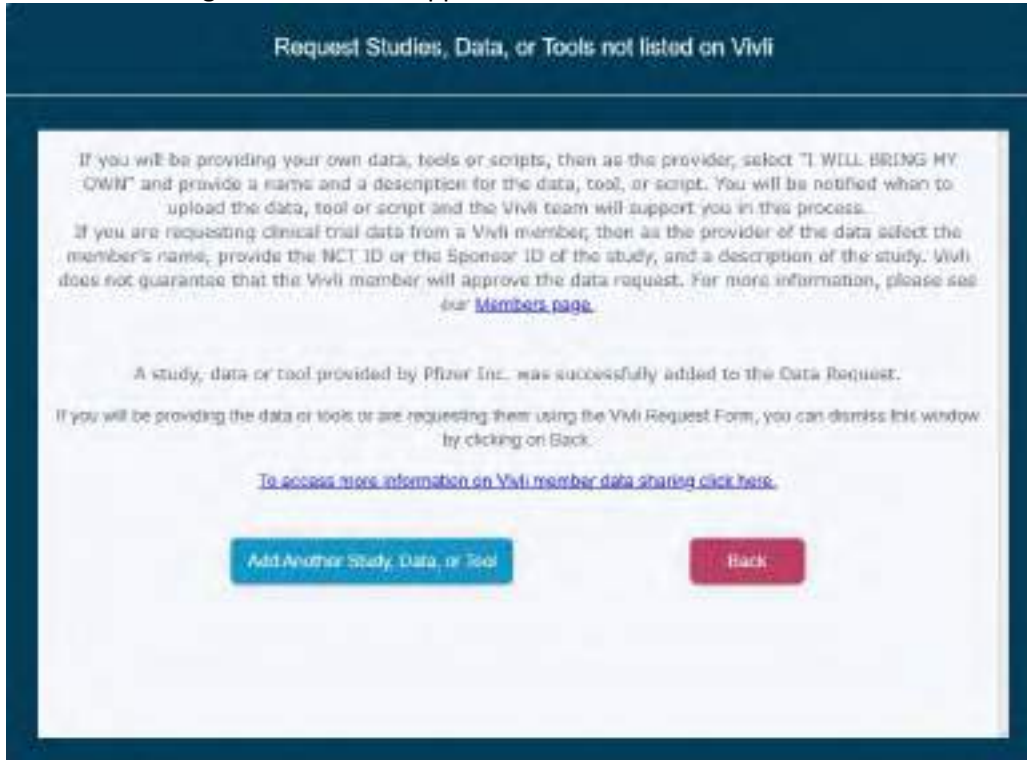 Request Studies, Data, or Tools not listed on Vivli
If you will be providing your own data, tools or scripts, then as the provider, select "I WILL BRING MY
OWN" and provide a name and a description for the data, tool, or script. You will be notified when to
upload the data, tool or script and the Vivli team will support you in this process.
If you are requesting clinical trial data from a Vivli member, then as the provider of the data select the
member's name, provide the NCT ID or the Sponsor ID of the study, and a description of the study. Vivli
does not guarantee that the Vivli member will approve the data request. For more information, please see
our Members page.
A study, data or tool provided by Pfizer Inc. was successfully added to the Data Request.
If you will be providing the data or tools or are requesting them using the Vivli Request Form, you can dismiss this window
by clicking on Back.
To access more information on Vivli member data sharing click here.
Add Another Study, Data, or Tool
Back